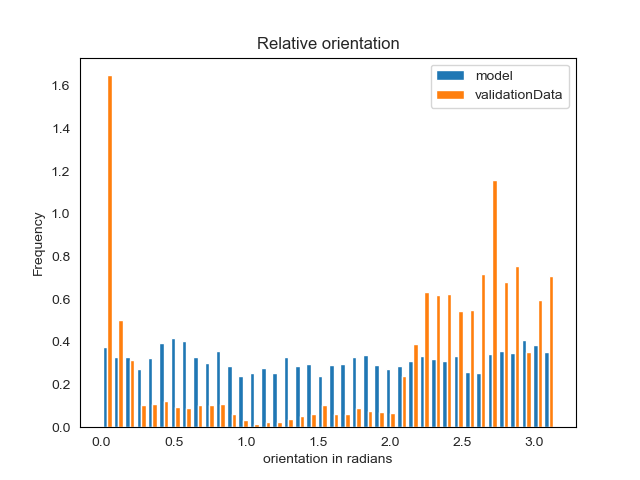 Relative orientation
model
validationData
Frequency
1.6
1.4
1.2
1.0
0.8
0.6
0.4
0.2
0.0
0.0 0.5 1.0 1.5 2.0 2.5 3.0
orientation in radians